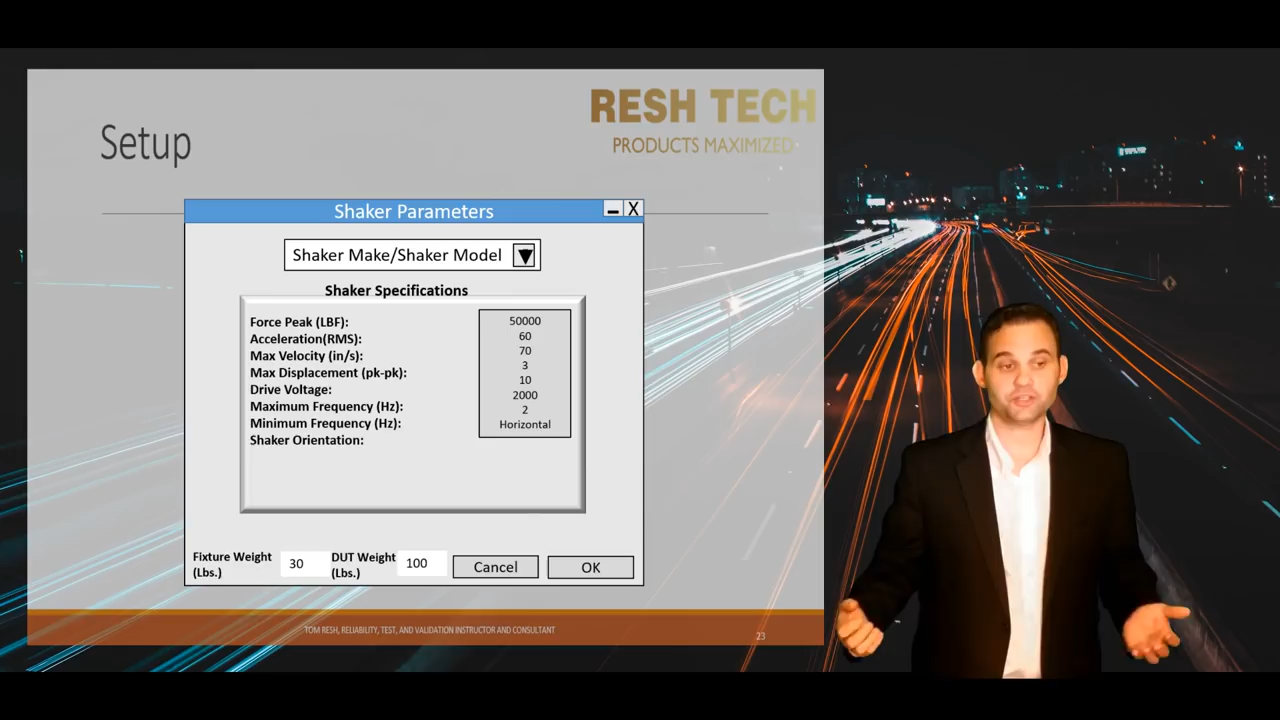 RESH TECH
PRODUCTS MAXIMIZED
Setup
Shaker Parameters
X
Shaker Make/Shaker Model
Shaker Specifications
Force Peak (LBF): 50000
Acceleration(RMS): 60
Max Velocity (in/s): 70
Max Displacement (pk-pk): 3
Drive Voltage: 10
Maximum Frequency (Hz): 2000
Minimum Frequency (Hz): 2
Shaker Orientation: Horizontal
Fixture Weight (Lbs.) 30 DUT Weight (Lbs.) 100 Cancel OK
TOM RESH, RELIABILITY, TEST, AND VALIDATION INSTRUCTOR AND CONSULTANT
23